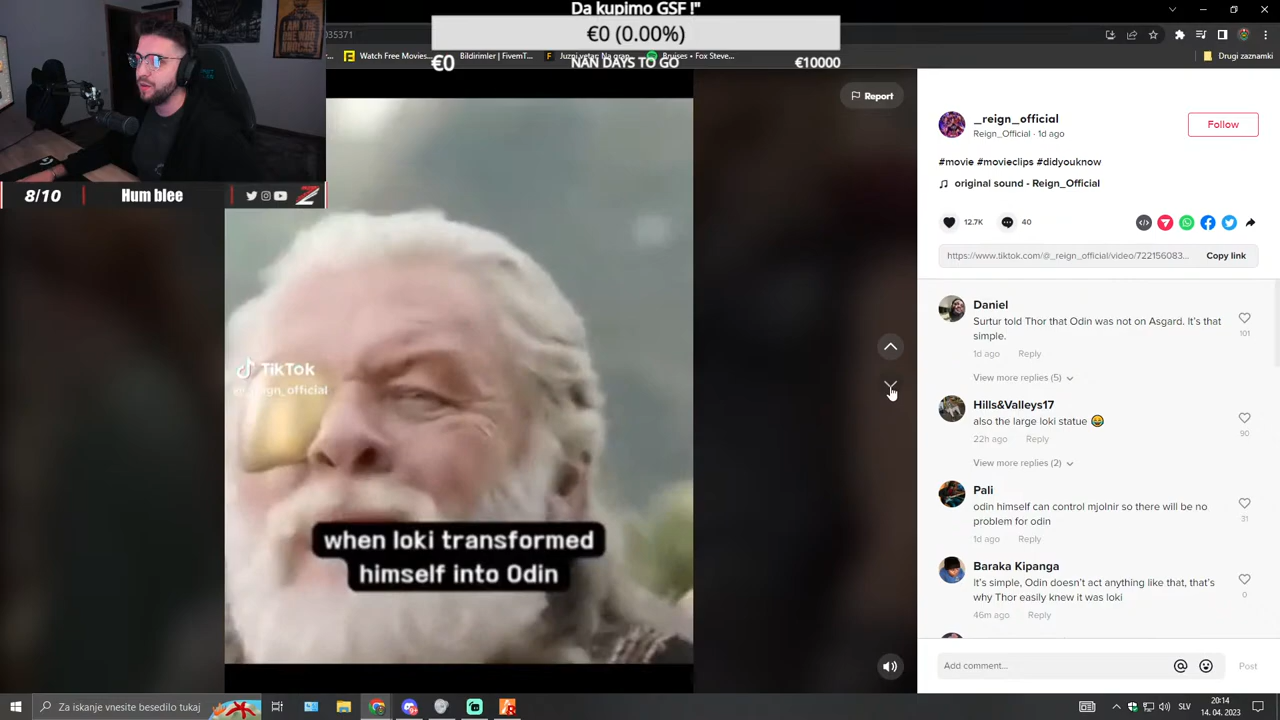 Da kupimo GSF !"
€0 (0.00%)
€0
NAN DAYS TO GO
€10000
035371
Watch Free Movies...
Bildirimler | FivemT...
Bruises • Fox Steve...
Drugi zaznamki
I AM THE
ONE WHO
KNOCKS
8/10
Hum blee
Report
TikTok
when loki transformed
himself into Odin
_reign_official
Reign_Official · 1d ago
Follow
#movie #movieclips #didyouknow
original sound - Reign_Official
12.7K
40
https://www.tiktok.com/@_reign_official/video/722156083...
Copy link
Daniel
Surtur told Thor that Odin was not on Asgard. It's that
simple.
101
1d ago
Reply
View more replies (5)
Hills&Valleys17
also the large loki statue 😂
90
22h ago
Reply
View more replies (2)
Pali
odin himself can control mjolnir so there will be no
problem for odin
31
1d ago
Reply
Baraka Kipanga
It's simple, Odin doesn't act anything like that, that's
why Thor easily knew it was loki
0
46m ago
Reply
Add comment...
Post
Za iskanje vnesite besedilo tukaj
SLV
20:14
14. 04. 2023